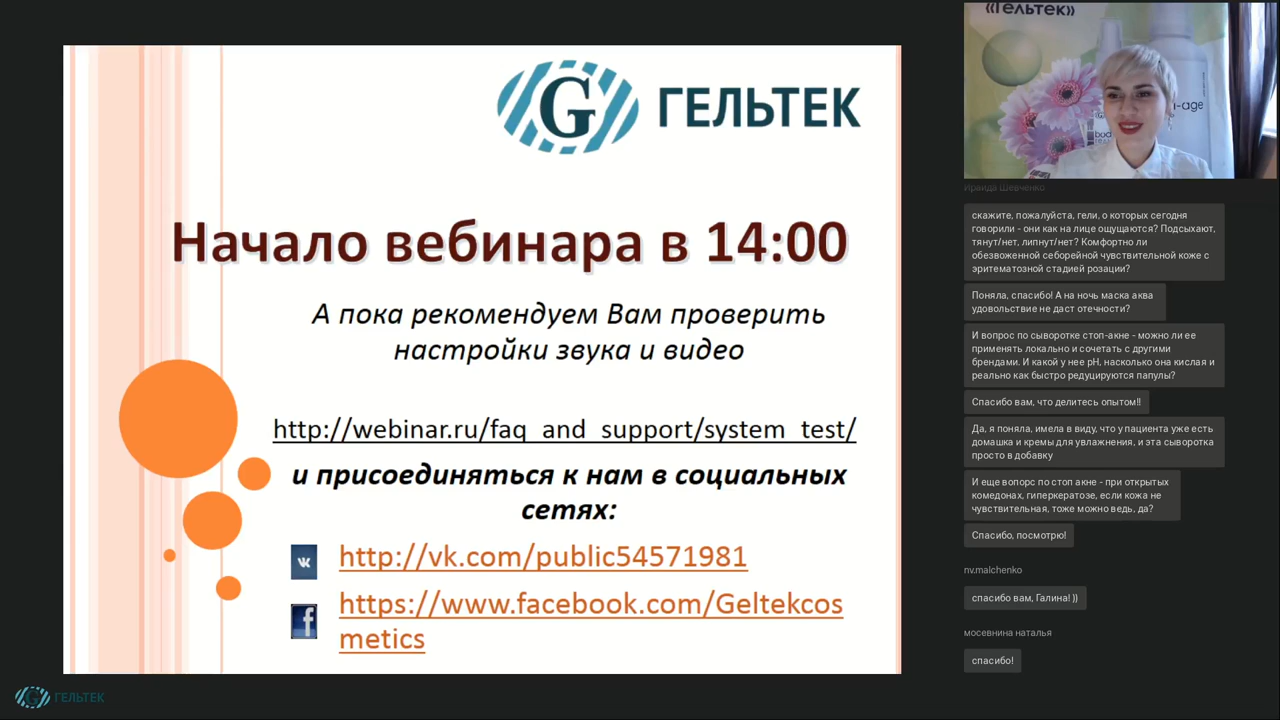 ГЕЛЬТЕК
Начало вебинара в 14:00
А пока рекомендуем Вам проверить
настройки звука и видео
http://webinar.ru/faq_and_support/system_test/
и присоединяться к нам в социальных
сетях:
http://vk.com/public54571981
https://www.facebook.com/Geltekcos
metics
ГЕЛЬТЕК
«Гельтек»
-age
Ираида Шевченко
скажите, пожалуйста, гели, о которых сегодня
говорили - они как на лице ощущаются? Подсыхают,
тянут/нет, липнут/нет? Комфортно ли
обезвоженной себорейной чувствительной коже с
эритематозной стадией розации?
Поняла, спасибо! А на ночь маска аква
удовольствие не даст отечности?
И вопрос по сыворотке стоп-акне - можно ли ее
применять локально и сочетать с другими
брендами. И какой у нее pH, насколько она кислая и
реально как быстро редуцируются папулы?
Спасибо вам, что делитесь опытом!!
Да, я поняла, имела в виду, что у пациента уже есть
домашка и кремы для увлажнения, и эта сыворотка
просто в добавку
И еще вопорс по стоп акне - при открытых
комедонах, гиперкератозе, если кожа не
чувствительная, тоже можно ведь, да?
Спасибо, посмотрю!
nv.malchenko
спасибо вам, Галина! ))
мосевнина наталья
спасибо!